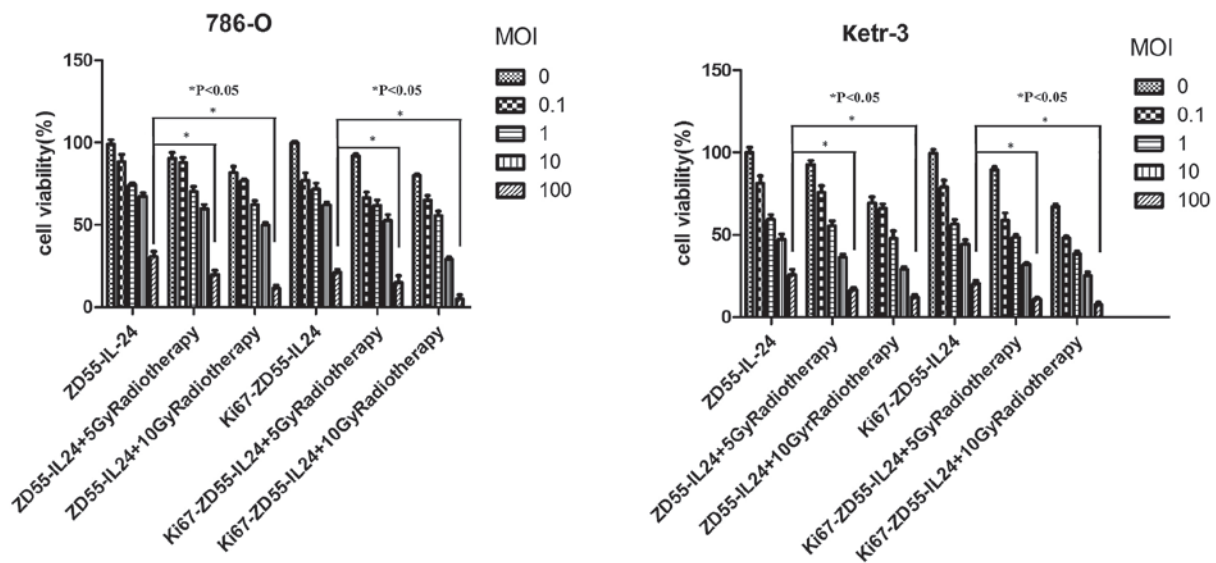 786-O
cell viability(%)
150
100
50
0
*P<0.05
*P<0.05
*
*
*
*
MOI
0
0.1
1
10
100
ZD55-IL-24
ZD55-IL24+5GyRadiotherapy
ZD55-IL24+10GyRadiotherapy
Ki67-ZD55-IL24
Ki67-ZD55-IL24+5GyRadiotherapy
Ki67-ZD55-IL24+10GyRadiotherapy
Ketr-3
cell viability(%)
150
100
50
0
*P<0.05
*P<0.05
*
*
*
*
MOI
0
0.1
1
10
100
ZD55-IL-24
ZD55-IL24+5GyRadiotherapy
ZD55-IL24+10GyrRadiotherapy
Ki67-ZD55-IL24
Ki67-ZD55-IL24+5GyRadiotherapy
Ki67-ZD55-IL24+10GyRadiotherapy